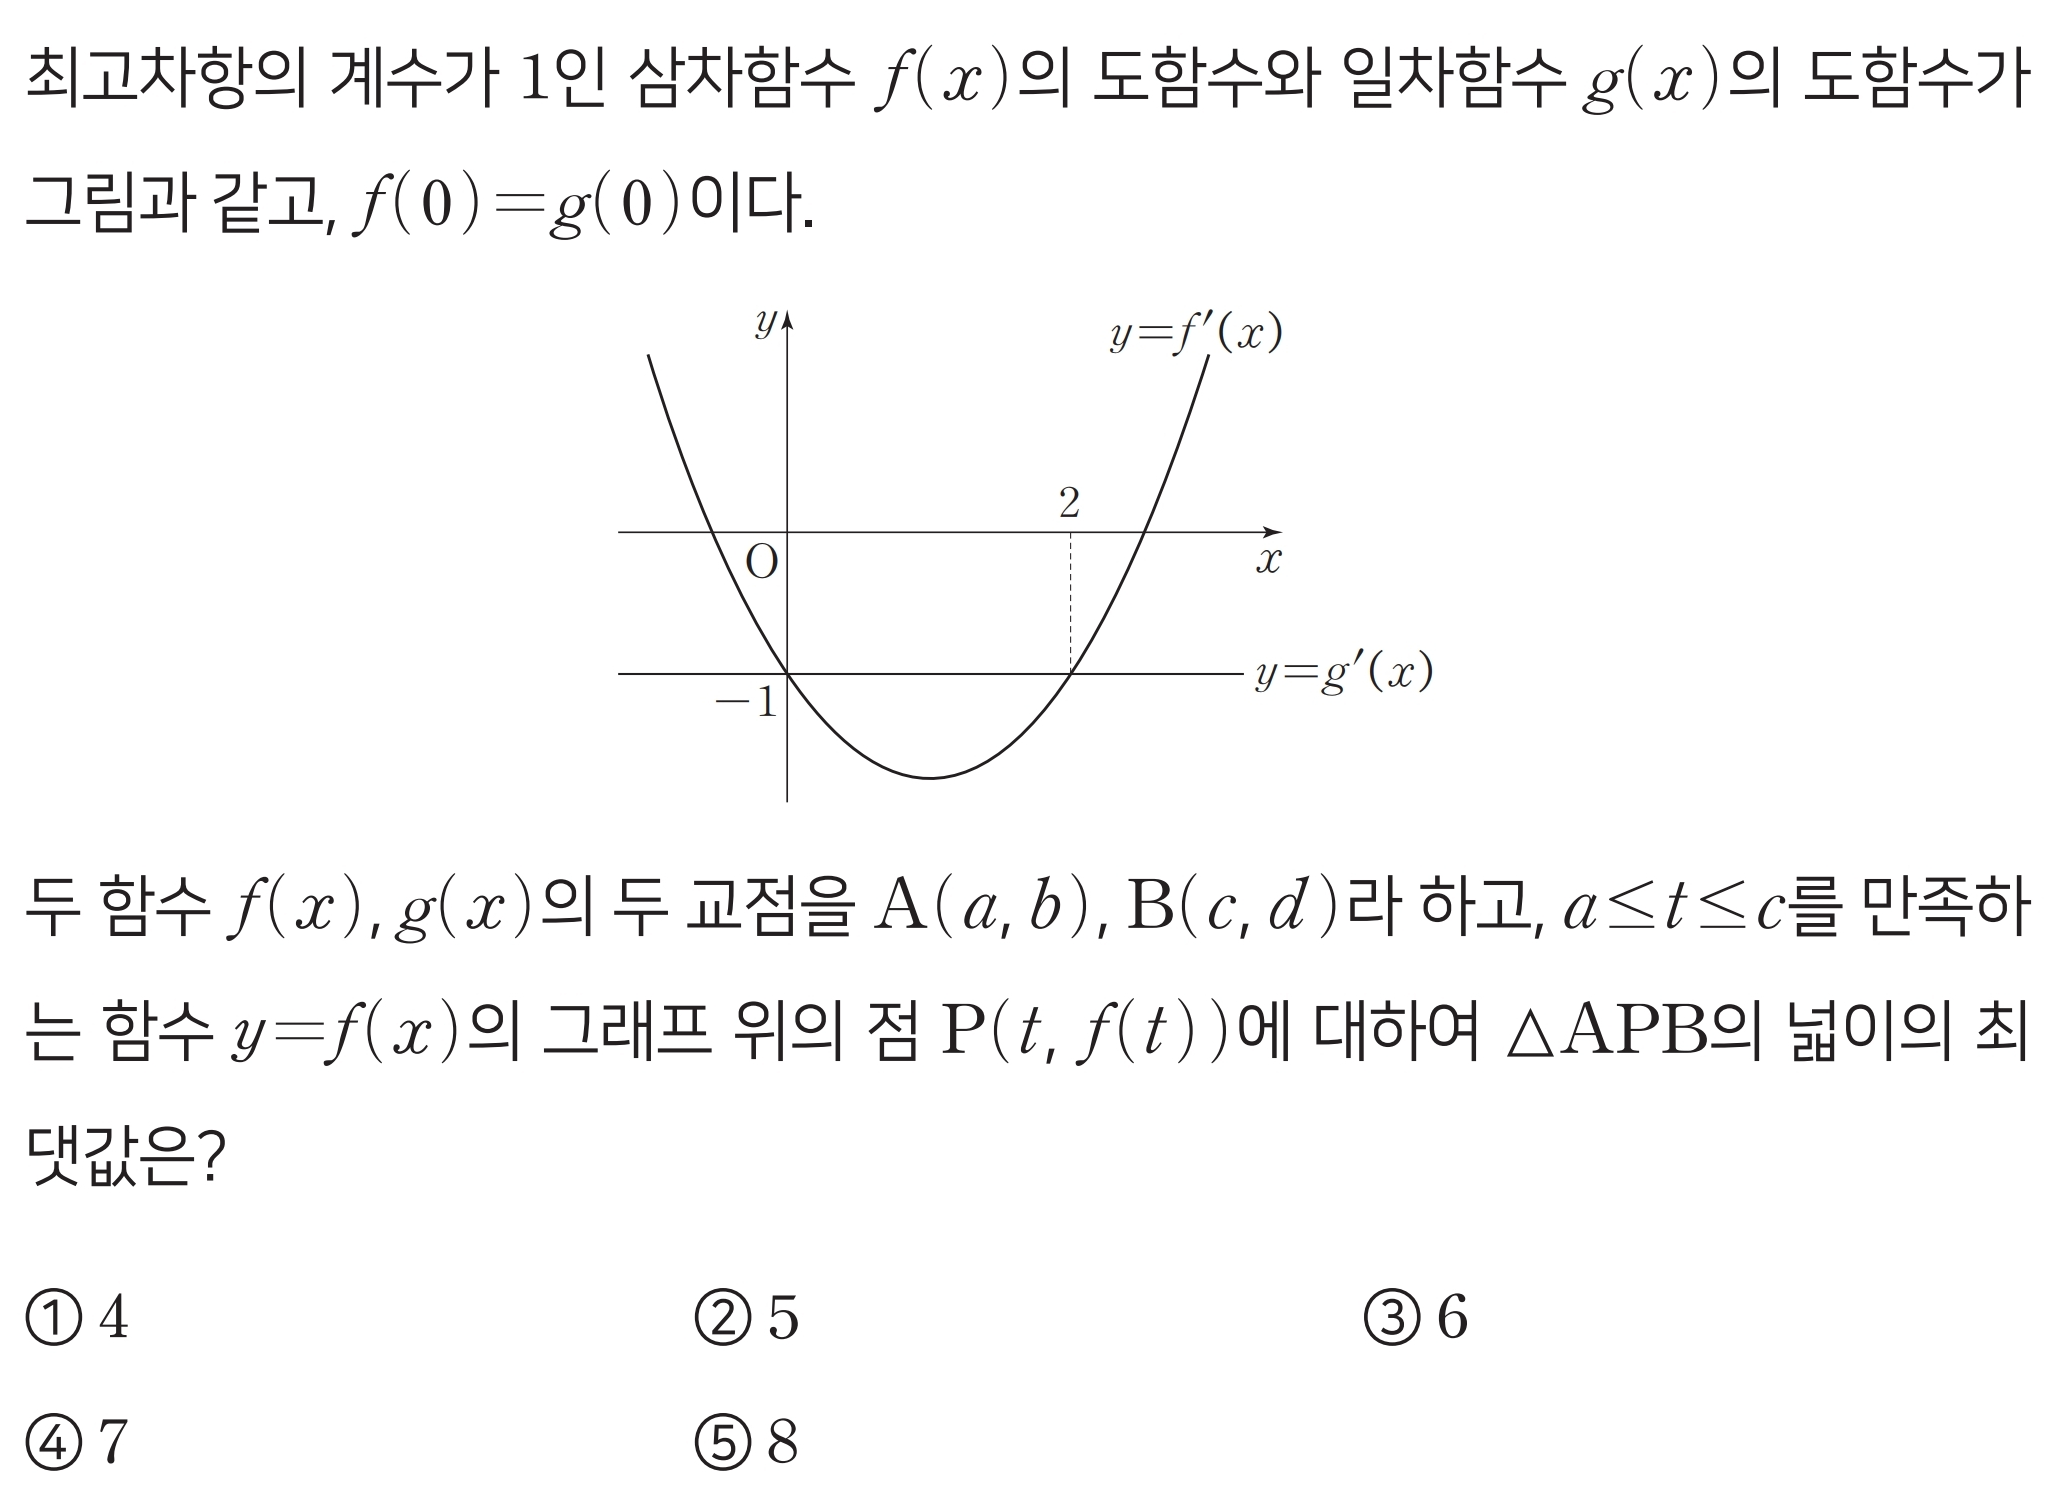 최고차항의 계수가 1인 삼차함수 f(x)의 도함수와 일차함수 g(x)의 도함수가
그림과 같고, f(0)=g(0)이다.
y
y=f′(x)
2
O
x
y=g′(x)
−1
두 함수 f(x), g(x)의 두 교점을 A(a, b), B(c, d)라 하고, a≤t≤c를 만족하
는 함수 y=f(x)의 그래프 위의 점 P(t, f(t))에 대하여 △APB의 넓이의 최
댓값은?
① 4 ② 5 ③ 6
④ 7 ⑤ 8